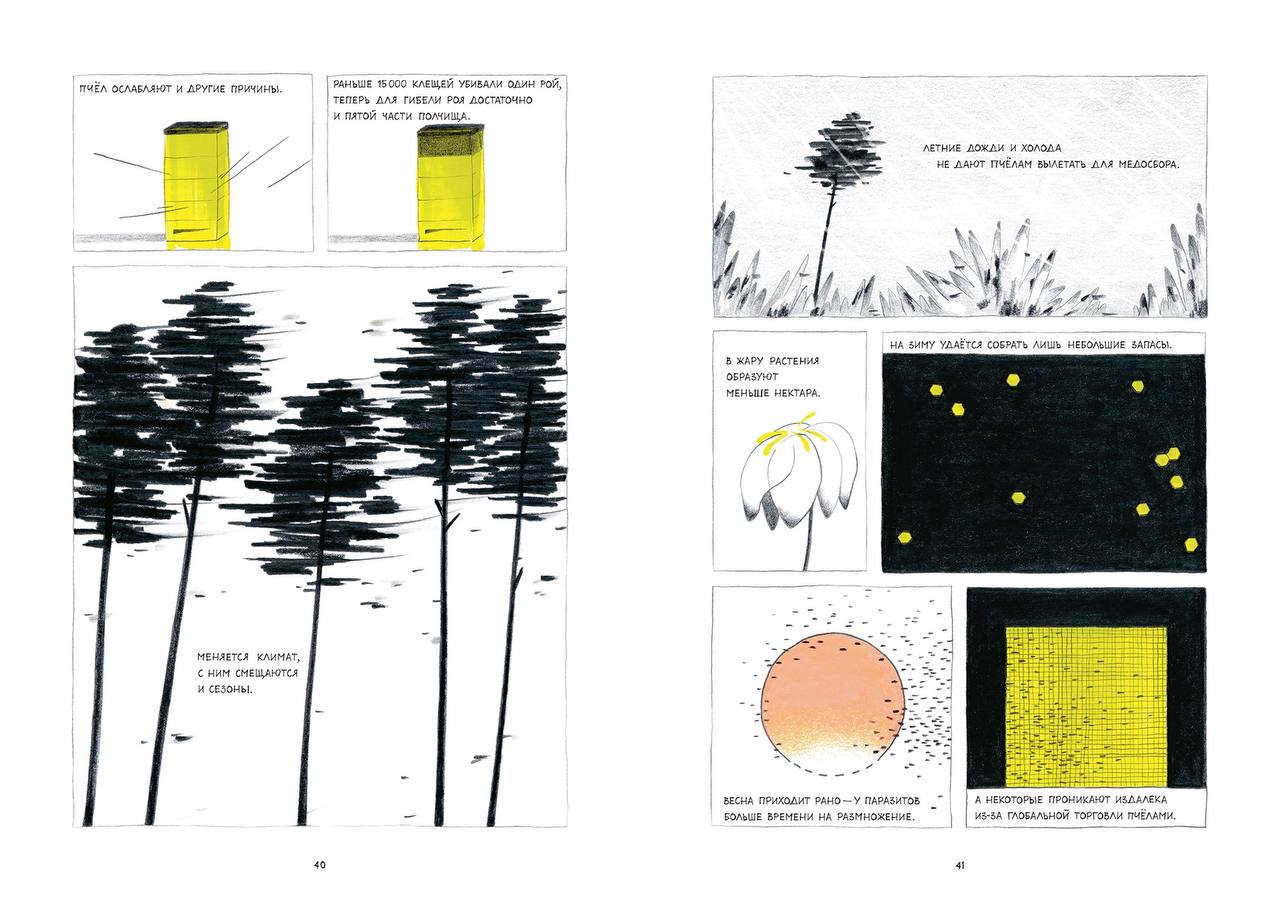 ПЧЁЛ ОСЛАБЛЯЮТ И ДРУГИЕ ПРИЧИНЫ.
РАНЬШЕ 15000 КЛЕЩЕЙ УБИВАЛИ ОДИН РОЙ,
ТЕПЕРЬ ДЛЯ ГИБЕЛИ РОЯ ДОСТАТОЧНО
И ПЯТОЙ ЧАСТИ ПОЛЧИЩА.
МЕНЯЕТСЯ КЛИМАТ,
С НИМ СМЕЩАЮТСЯ
И СЕЗОНЫ.
40
ЛЕТНИЕ ДОЖДИ И ХОЛОДА
НЕ ДАЮТ ПЧЁЛАМ ВЫЛЕТАТЬ ДЛЯ МЕДОСБОРА.
В ЖАРУ РАСТЕНИЯ
ОБРАЗУЮТ
МЕНЬШЕ НЕКТАРА.
НА ЗИМУ УДАЁТСЯ СОБРАТЬ ЛИШЬ НЕБОЛЬШИЕ ЗАПАСЫ.
ВЕСНА ПРИХОДИТ РАНО — У ПАРАЗИТОВ
БОЛЬШЕ ВРЕМЕНИ НА РАЗМНОЖЕНИЕ.
А НЕКОТОРЫЕ ПРОНИКАЮТ ИЗДАЛЕКА
ИЗ-ЗА ГЛОБАЛЬНОЙ ТОРГОВЛИ ПЧЁЛАМИ.
41